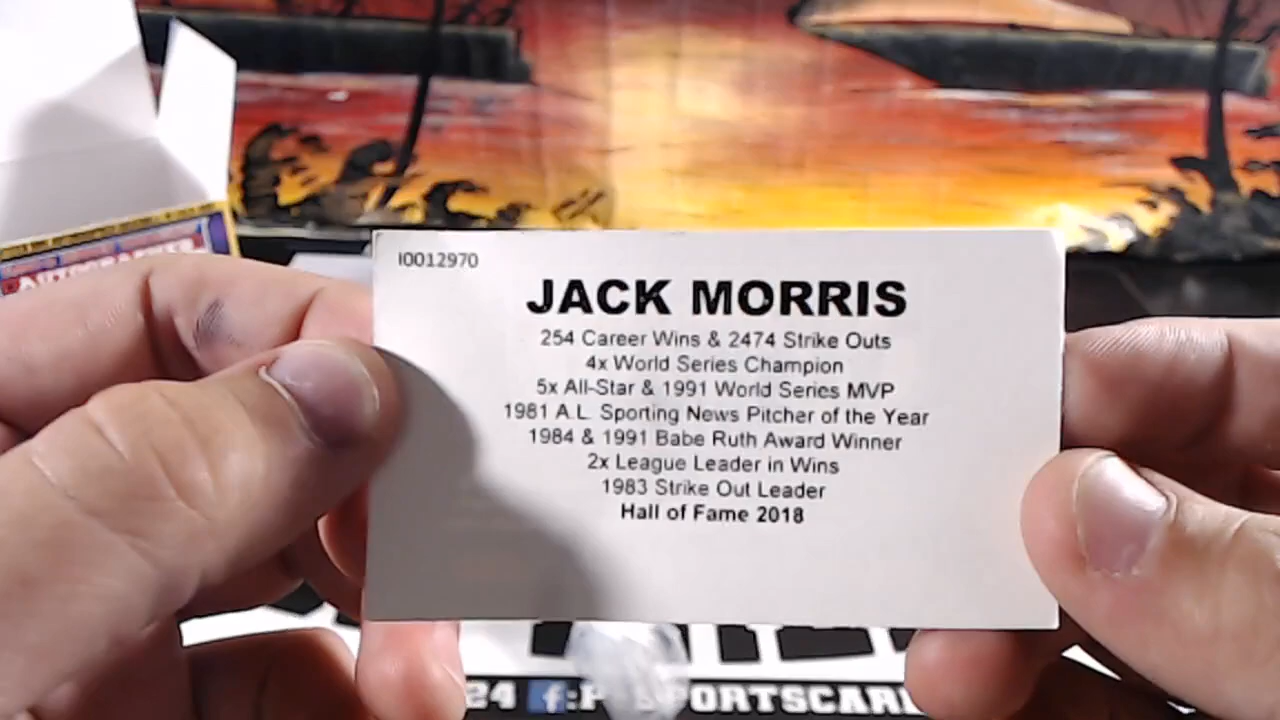 I0012970
JACK MORRIS
254 Career Wins & 2474 Strike Outs
4x World Series Champion
5x All-Star & 1991 World Series MVP
1981 A.L. Sporting News Pitcher of the Year
1984 & 1991 Babe Ruth Award Winner
2x League Leader in Wins
1983 Strike Out Leader
Hall of Fame 2018
24 f:P
ORTSCAR